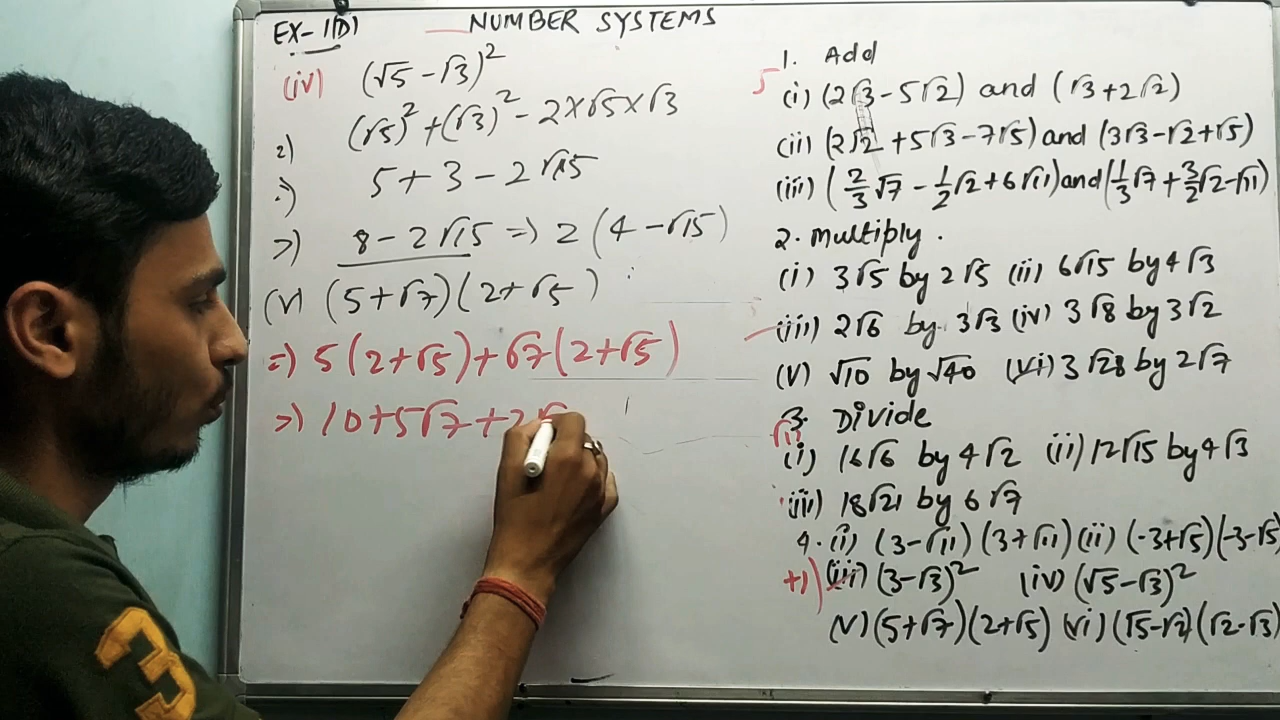 EX-1(D) NUMBER SYSTEMS
(iv) (√5 - √3)²
(√5)² + (√3)² - 2×√5×√3
5 + 3 - 2√15
8 - 2√15 => 2(4 - √15)
(V) (5+√7)(2+√5)
=) 5(2+√5)+√7(2+√5)
=) 10+5√7+2√
1. Add
(i) (2√3 - 5√2) and (√3 + 2√2)
(ii) (2√2 + 5√3 - 7√5) and (3√3 - √2 + √5)
(iii) (2/3√7 - 1/2√2 + 6√11) and (1/3√7 + 3/2√2 - √11)
2. Multiply.
(i) 3√5 by 2√5 (ii) 6√15 by 4√3
(iii) 2√6 by 3√3 (iv) 3√8 by 3√2
(V) √10 by √40 (vi) 3√28 by 2√7
3. Divide
(i) 16√6 by 4√2 (ii) 12√15 by 4√3
(iii) 18√21 by 6√7
4. (i) (3-√11)(3+√11) (ii) (-3+√5)(-3-√5)
(iii) (3-√3)² (iv) (√5-√3)²
(V) (5+√7)(2+√5) (vi) (√5-√2)(√2-√3)
3